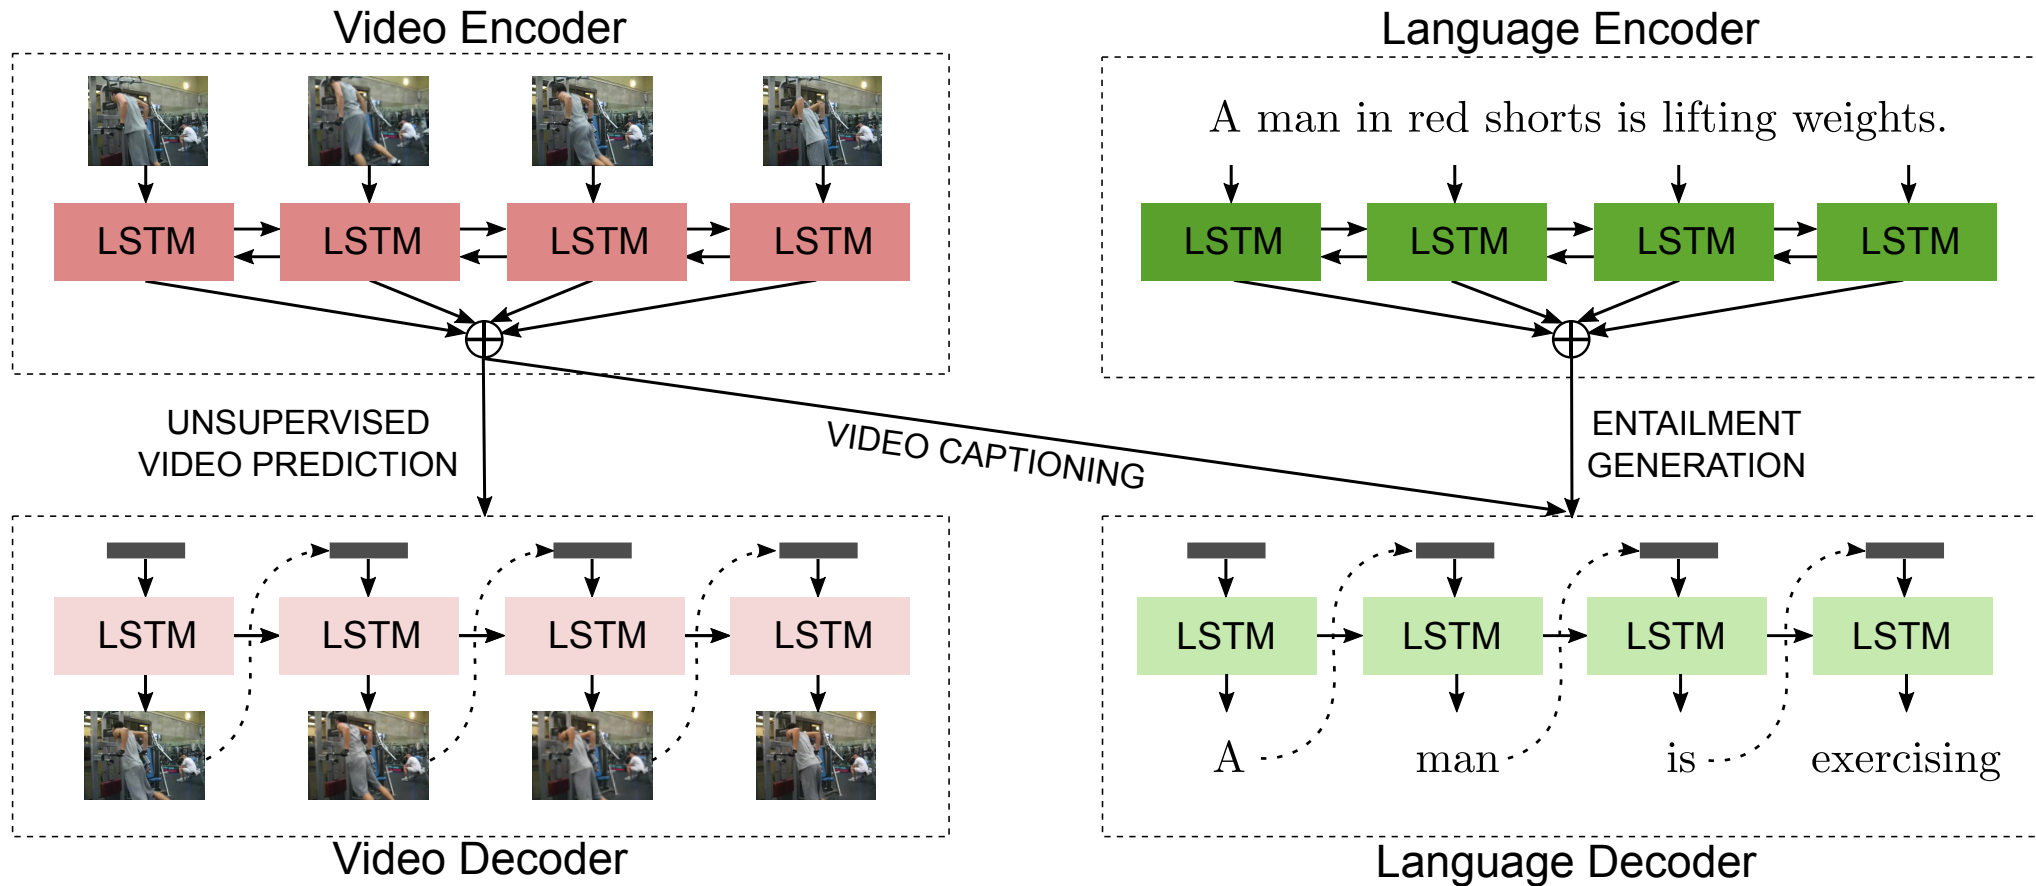 Video Encoder
Language Encoder
A man in red shorts is lifting weights.
LSTM LSTM LSTM LSTM
LSTM LSTM LSTM LSTM
UNSUPERVISED
VIDEO PREDICTION
VIDEO CAPTIONING
ENTAILMENT
GENERATION
LSTM LSTM LSTM LSTM
LSTM LSTM LSTM LSTM
A man is exercising
Video Decoder
Language Decoder